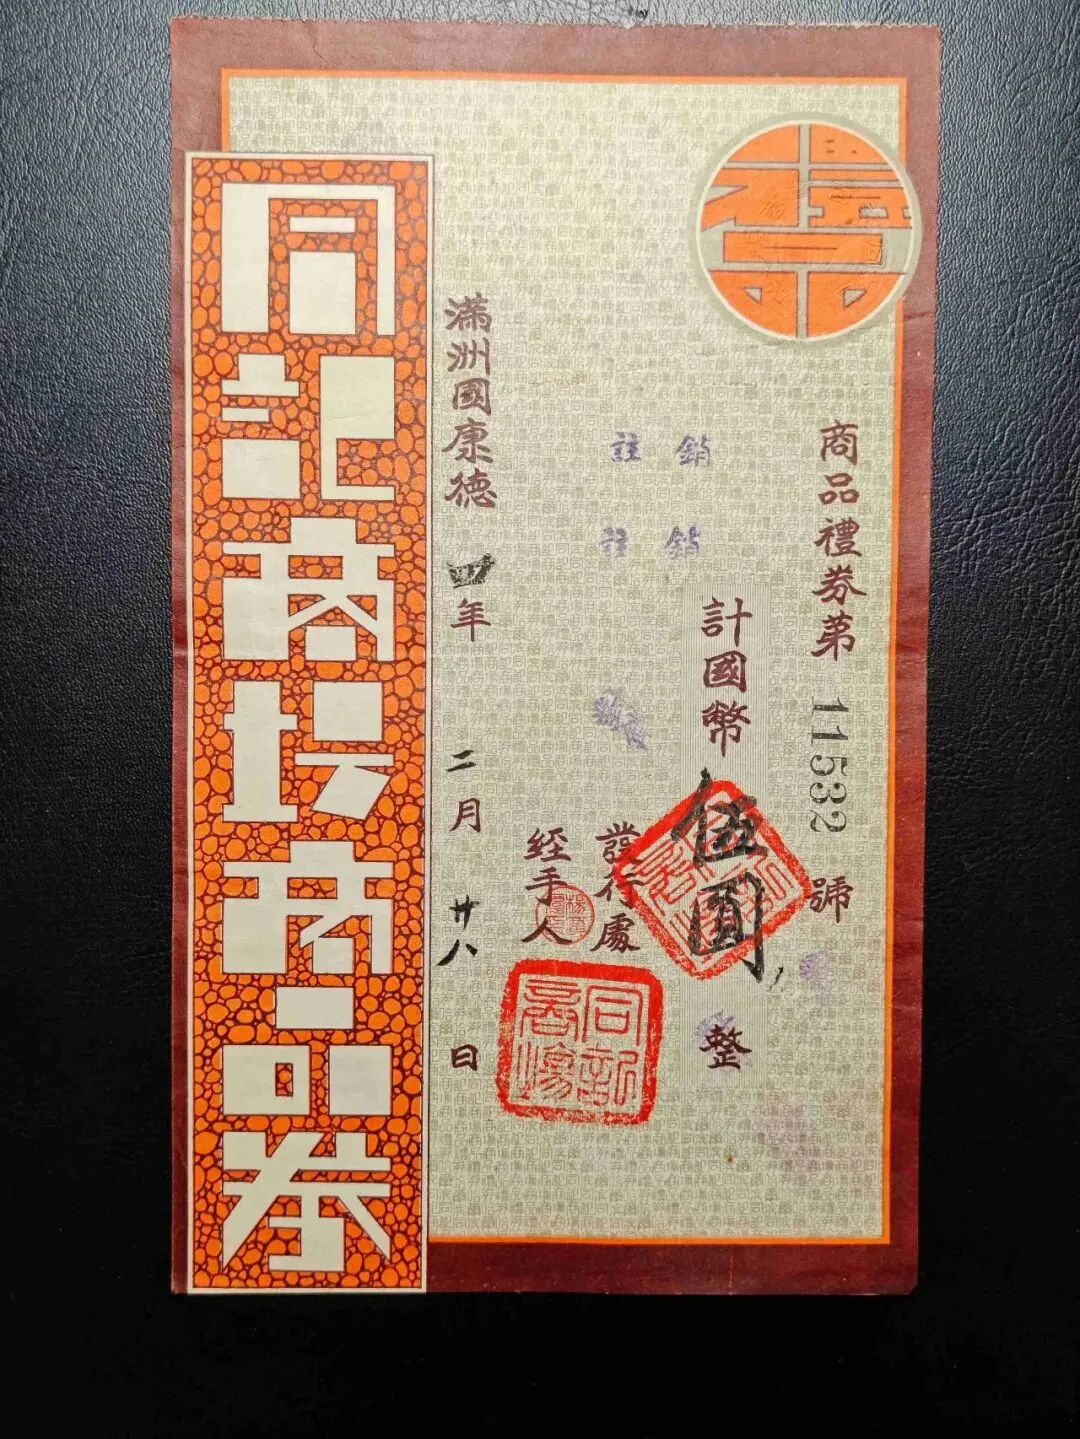 商品禮券第 11532 號
計國幣伍圓整
註銷
註銷
發行處
經手人
同記商場
滿洲國康德四年二月廿八日
同記商場商品券